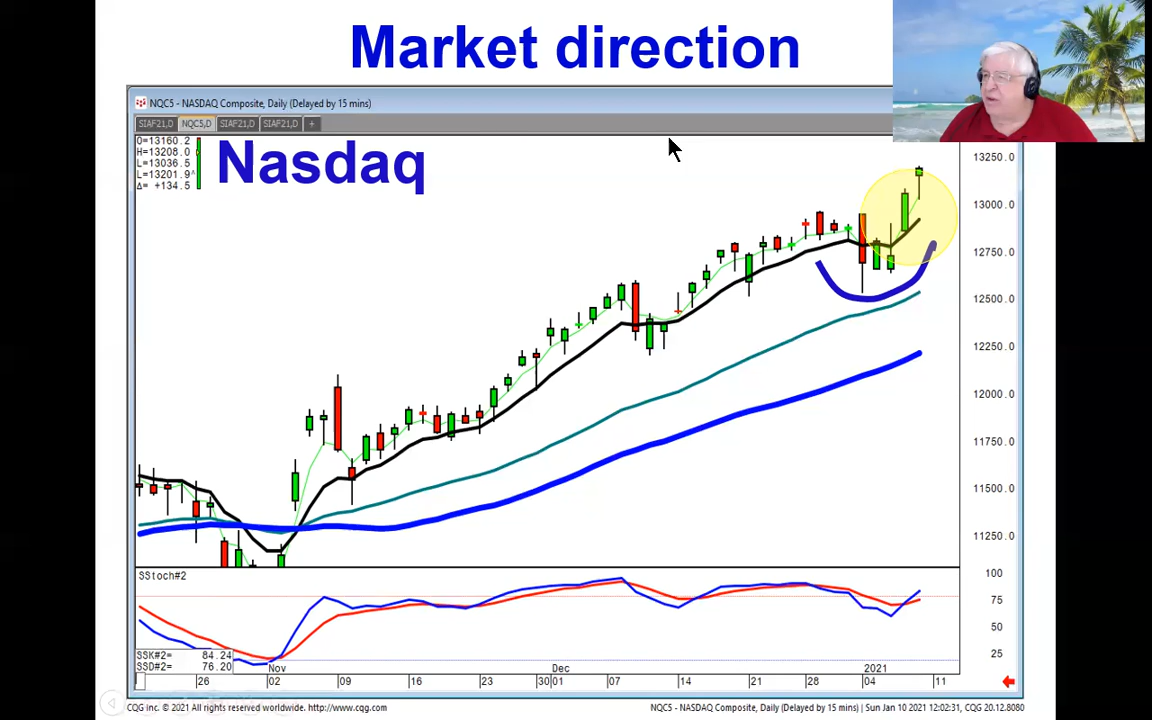 Market direction
NQC5 - NASDAQ Composite, Daily (Delayed by 15 mins)
SIAF21,D NQC5,D SIAF21,D SIAF21,D +
O=13160.2
H=13208.0
L=13036.5
L=13201.9^
Δ= +134.5
Nasdaq
13250.0
13000.0
12750.0
12500.0
12250.0
12000.0
11750.0
11500.0
11250.0
SStoch#2
100
75
50
25
SSK#2= 84.24
SSD#2= 76.20
Nov Dec 2021
26 02 09 16 23 30 01 07 14 21 28 04 11
CQG inc. © 2021 All rights reserved worldwide. http://www.cqg.com
NQC5 - NASDAQ Composite, Daily (Delayed by 15 mins) | Sun Jan 10 2021 12:02:31, CQG 20.12.8080